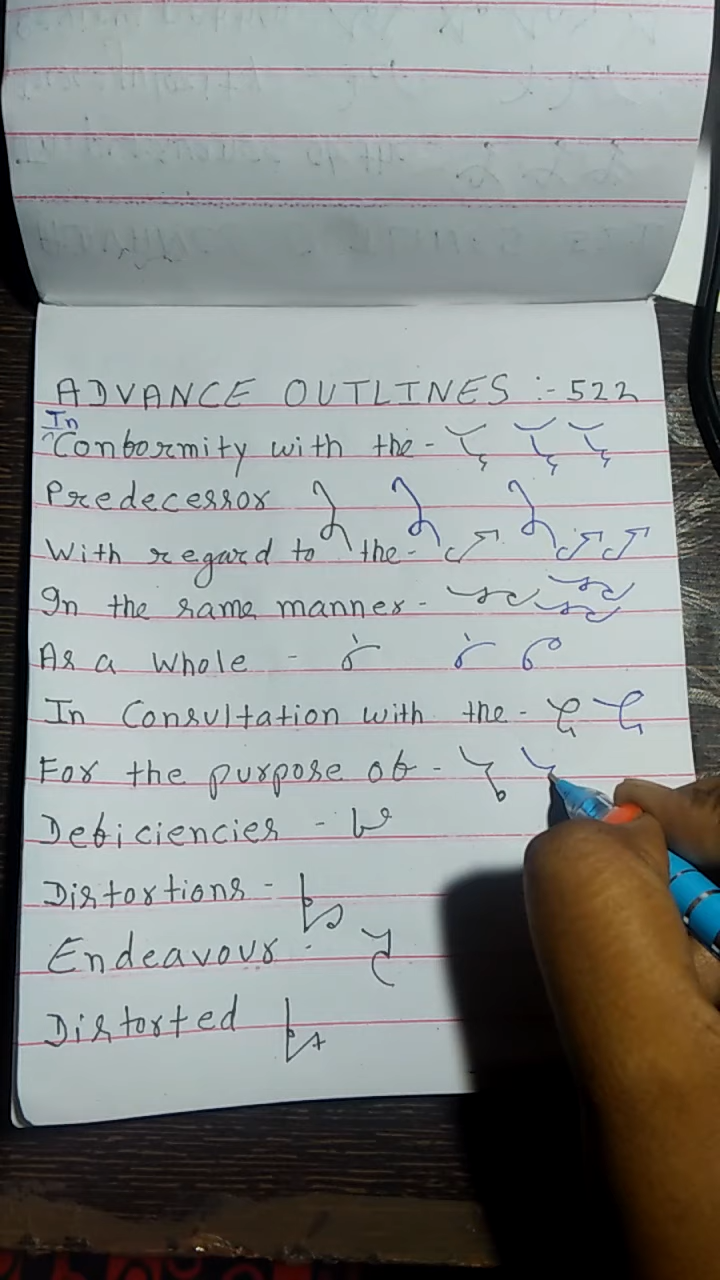 ADVANCE OUTLINES :- 522
In
^Conformity with the -
Predecessor
With regard to the -
In the same manner -
As a whole -
In Consultation with the -
For the purpose of -
Deficiencies -
Distortions -
Endeavour -
Distorted